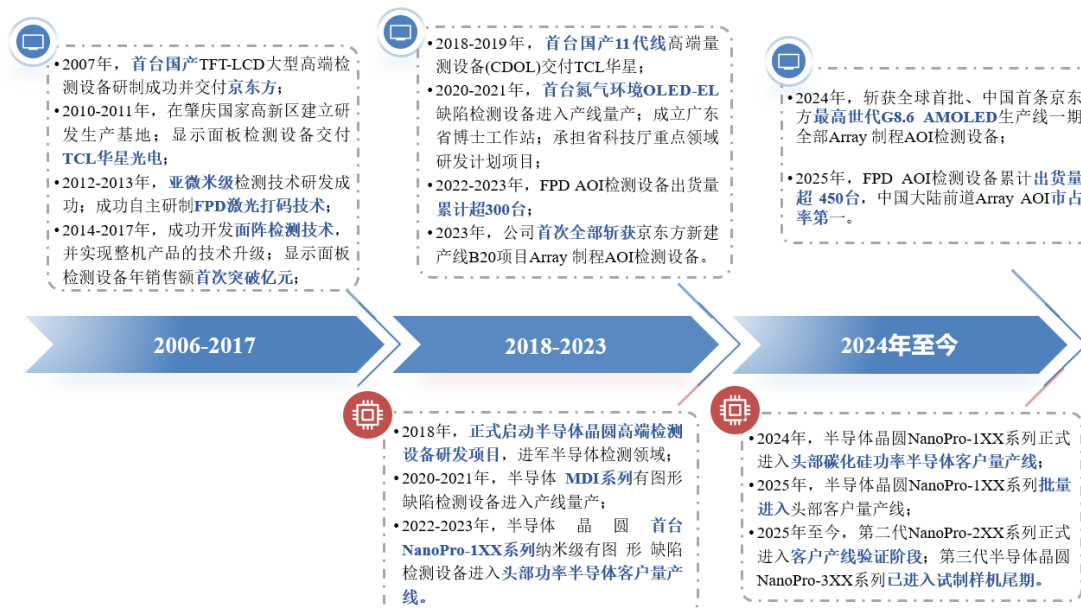 •2007年，首台国产TFT-LCD大型高端检
测设备研制成功并交付京东方；
•2010-2011年，在肇庆国家高新区建立研
发生产基地；显示面板检测设备交付
TCL华星光电；
•2012-2013年，亚微米级检测技术研发成
功；成功自主研制FPD激光打码技术；
•2014-2017年，成功开发面阵检测技术，
并实现整机产品的技术升级；显示面板
检测设备年销售额首次突破亿元；
•2018-2019年，首台国产11代线高端量
测设备(CDOL)交付TCL华星；
•2020-2021年，首台氮气环境OLED-EL
缺陷检测设备进入产线量产；成立广东
省博士工作站；承担省科技厅重点领域
研发计划项目；
•2022-2023年，FPD AOI检测设备出货量
累计超300台；
•2023年，公司首次全部斩获京东方新建
产线B20项目Array 制程AOI检测设备。
•2024年，斩获全球首批、中国首条京东
方最高世代G8.6 AMOLED生产线一期
全部Array 制程AOI检测设备；
•2025年，FPD AOI检测设备累计出货量
超 450台，中国大陆前道Array AOI市占
率第一。
2006-2017
2018-2023
2024年至今
•2018年，正式启动半导体晶圆高端检测
设备研发项目，进军半导体检测领域；
•2020-2021年，半导体 MDI系列有图形
缺陷检测设备进入产线量产；
•2022-2023年，半导体 晶 圆 首台
NanoPro-1XX系列纳米级有图 形 缺陷
检测设备进入头部功率半导体客户量产
线。
•2024年，半导体晶圆NanoPro-1XX系列正式
进入头部碳化硅功率半导体客户量产线；
•2025年，半导体晶圆NanoPro-1XX系列批量
进入头部客户量产线；
•2025年至今，第二代NanoPro-2XX系列正式
进入客户产线验证阶段；第三代半导体晶圆
NanoPro-3XX系列已进入试制样机尾期。